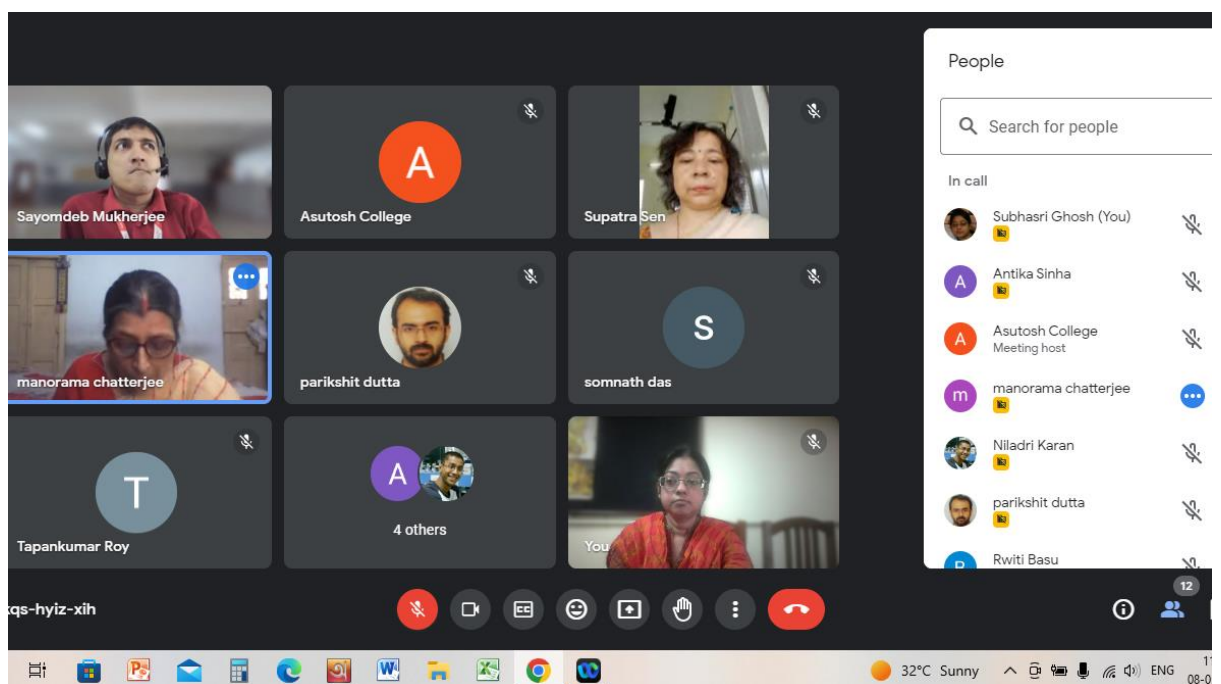 Sayomdeb Mukherjee
A
Asutosh College
Supatra Sen
manorama chatterjee
parikshit dutta
S
somnath das
T
Tapankumar Roy
A
4 others
You
People
Search for people
In call
Subhasri Ghosh (You)
A
Antika Sinha
A
Asutosh College
Meeting host
m
manorama chatterjee
Niladri Karan
parikshit dutta
Rwiti Basu
qs-hyiz-xih
CC
12
32°C Sunny
ENG